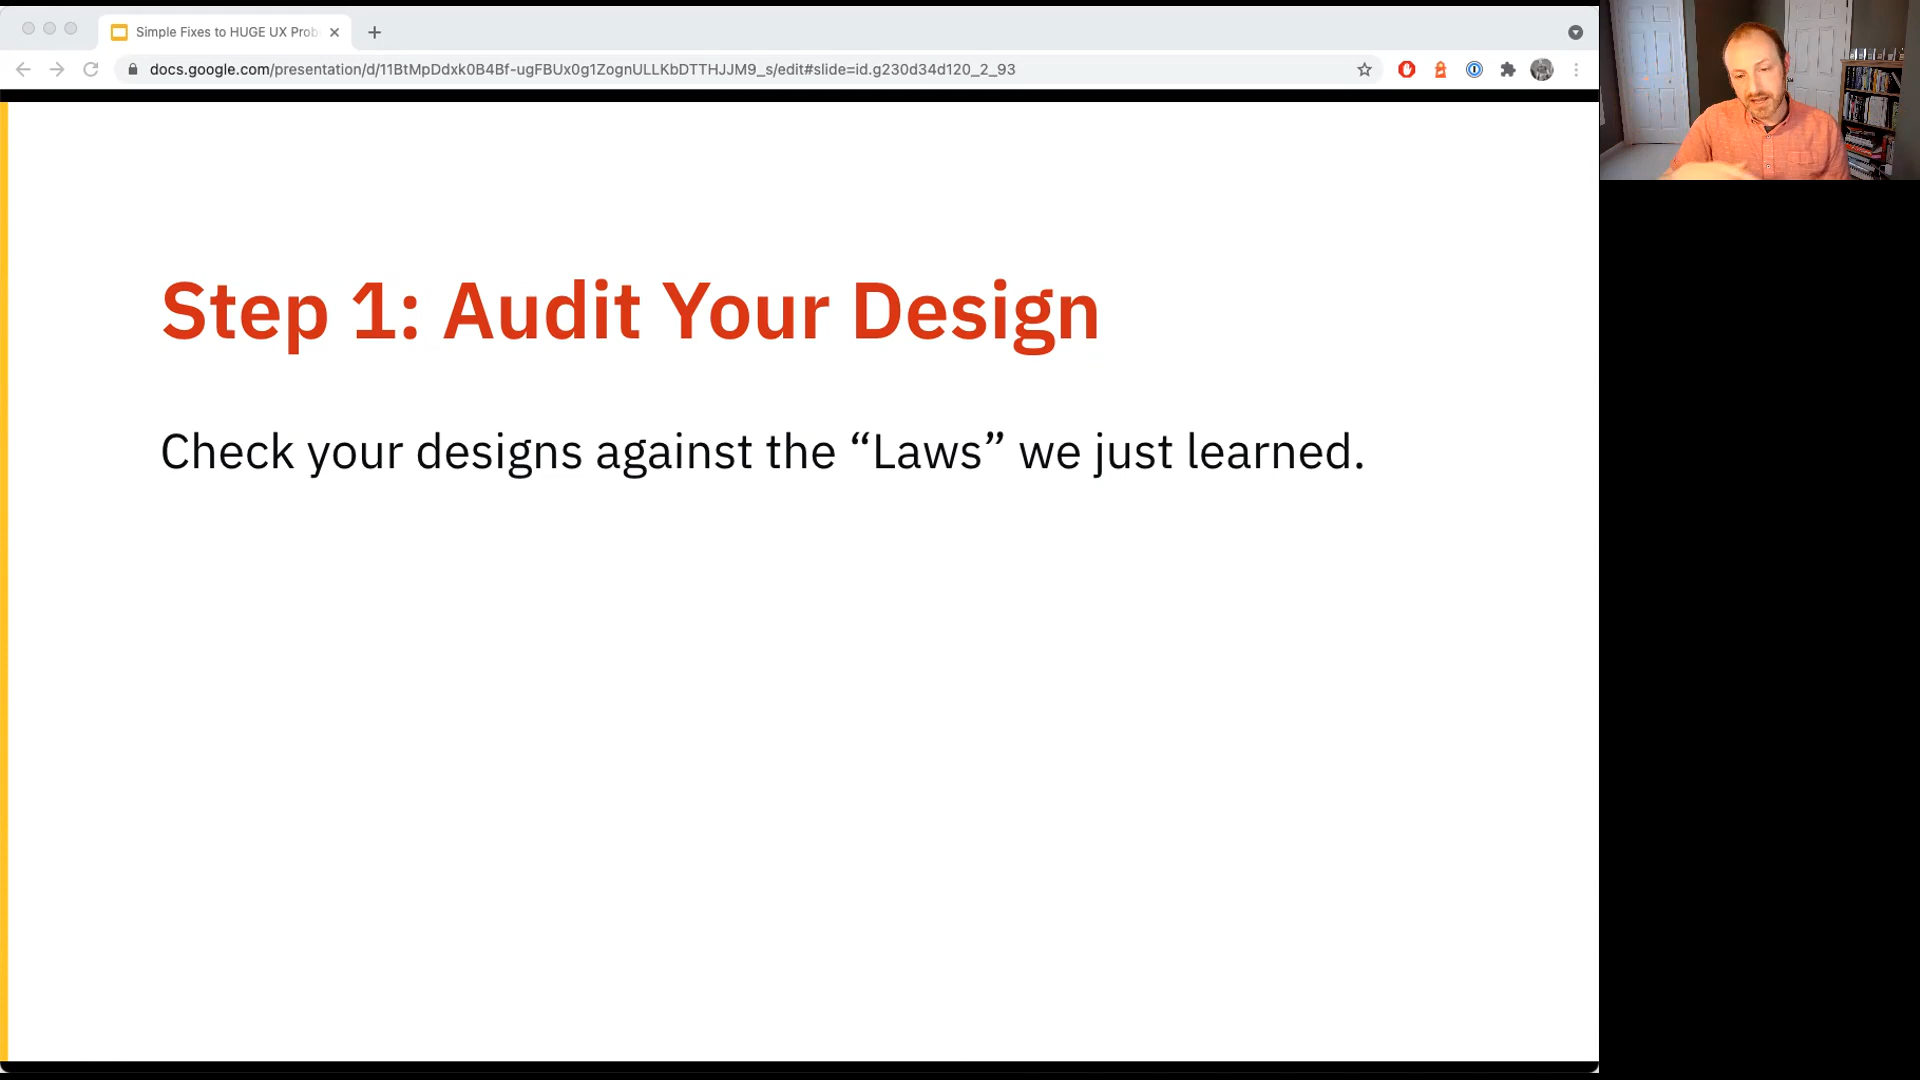 Simple Fixes to HUGE UX Prob
docs.google.com/presentation/d/11BtMpDdxk0B4Bf-ugFBUx0g1ZognULLKbDTTHJJM9_s/edit#slide=id.g230d34d120_2_93
Step 1: Audit Your Design
Check your designs against the “Laws” we just learned.